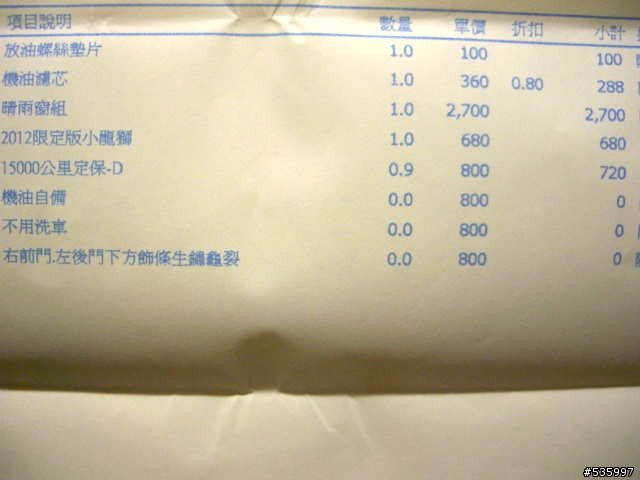 項目說明 數量 單價 折扣 小計
放油螺絲墊片 1.0 100 100
機油濾芯 1.0 360 0.80 288
晴雨窗組 1.0 2,700 2,700
2012限定版小龍獅 1.0 680 680
15000公里定保-D 0.9 800 720
機油自備 0.0 800 0
不用洗車 0.0 800 0
右前門.左後門下方飾條生鏽龜裂 0.0 800 0
#535997